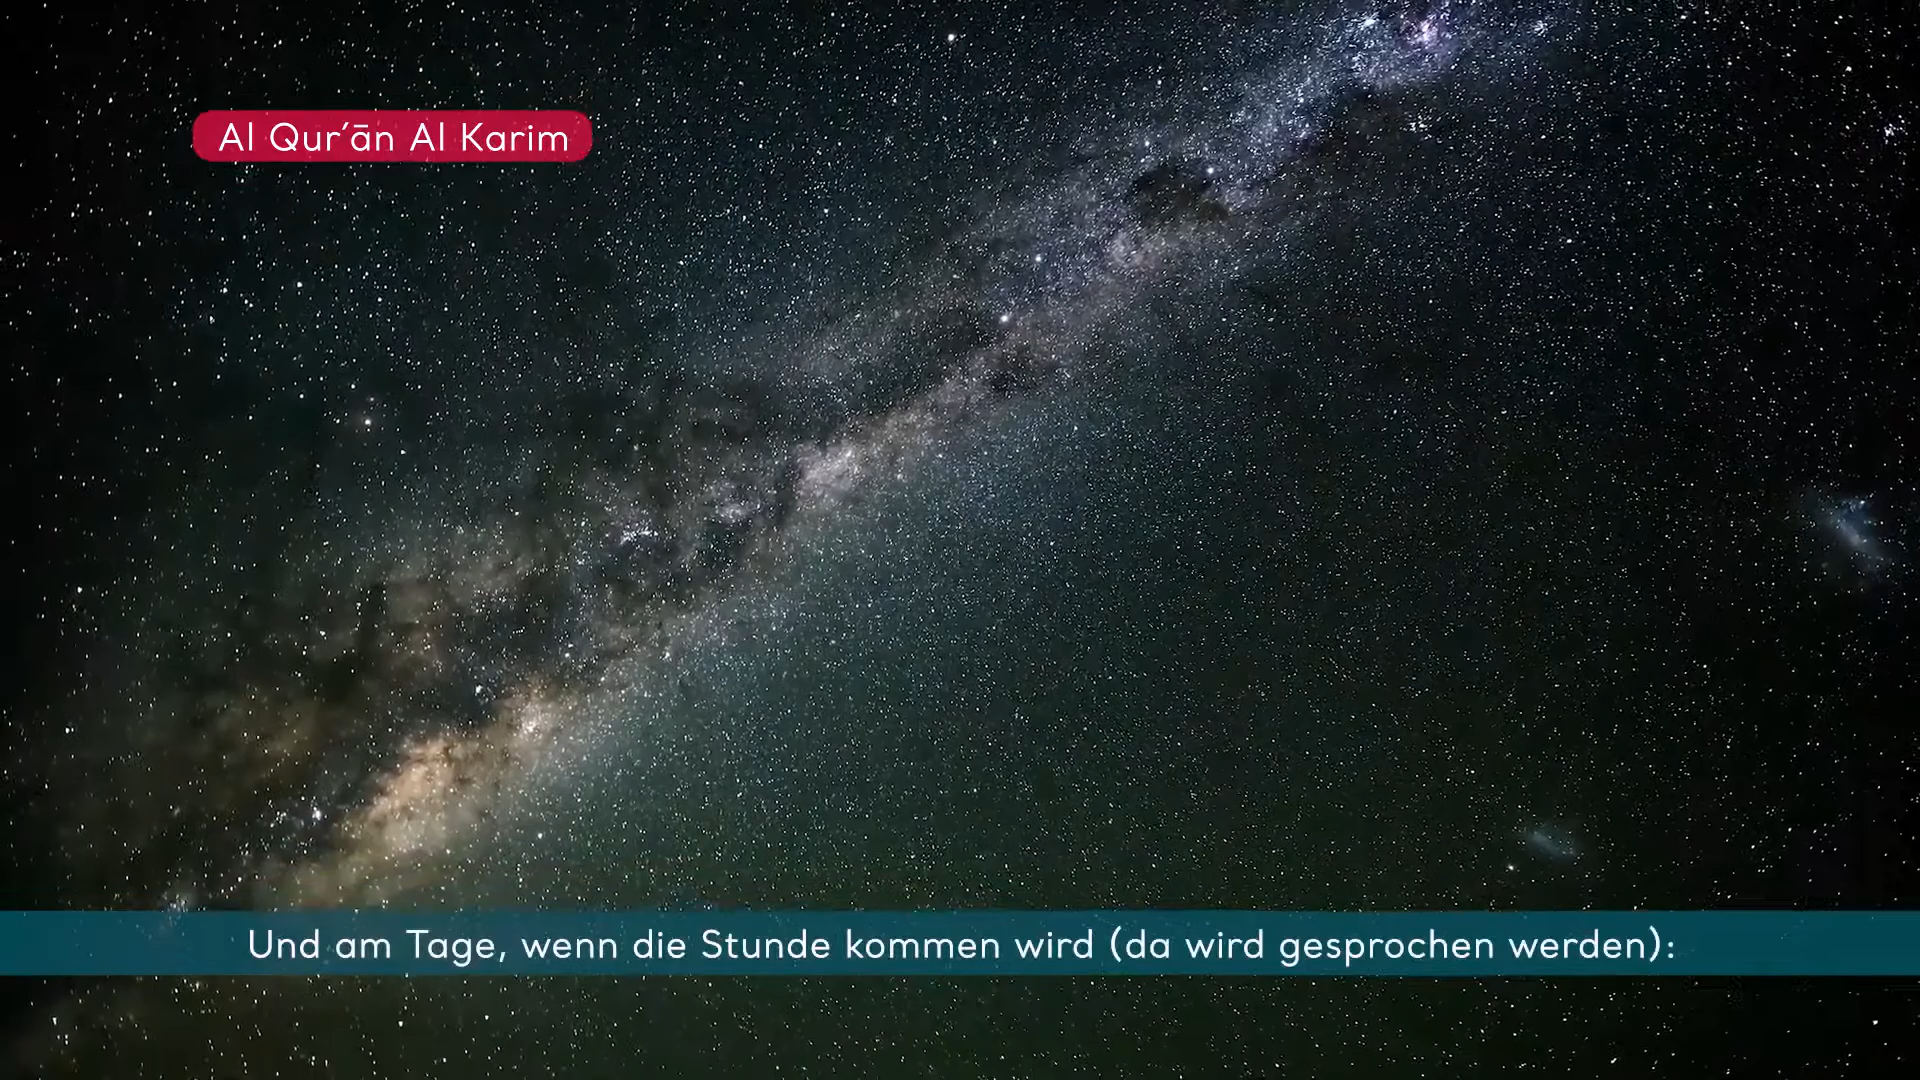 Al Qur’ān Al Karim
Und am Tage, wenn die Stunde kommen wird (da wird gesprochen werden):